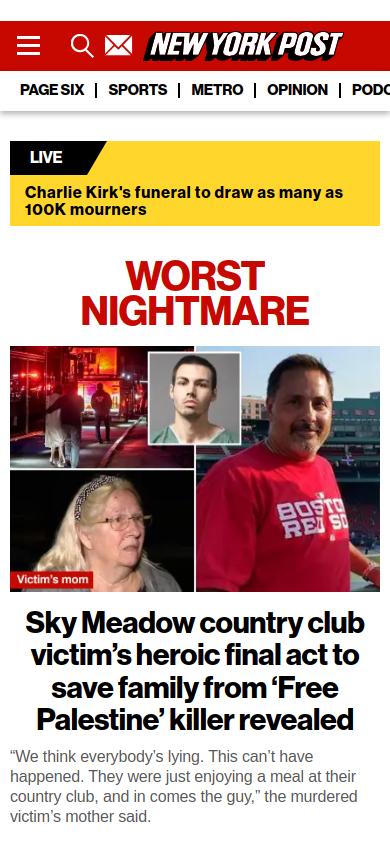 NEW YORK POST
PAGE SIX
SPORTS
METRO
OPINION
PODC
LIVE
Charlie Kirk's funeral to draw as many as
100K mourners
WORST
NIGHTMARE
BOSTO
RED SO
Victim's mom
Sky Meadow country club
victim's heroic final act to
save family from ‘Free
Palestine’ killer revealed
“We think everybody's lying. This can't have
happened. They were just enjoying a meal at their
country club, and in comes the guy,” the murdered
victim's mother said.